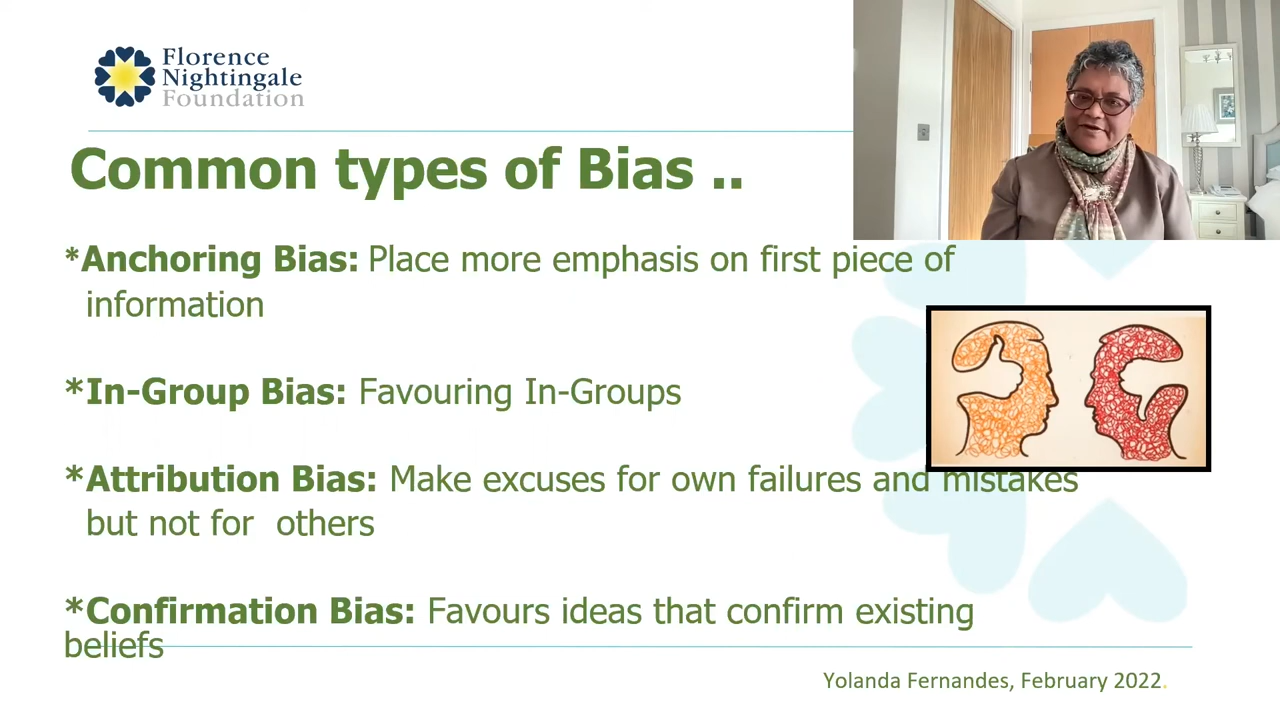 Florence
Nightingale
Foundation
Common types of Bias ..
*Anchoring Bias: Place more emphasis on first piece of
information
*In-Group Bias: Favouring In-Groups
*Attribution Bias: Make excuses for own failures and mistakes
but not for  others
*Confirmation Bias: Favours ideas that confirm existing
beliefs
Yolanda Fernandes, February 2022.